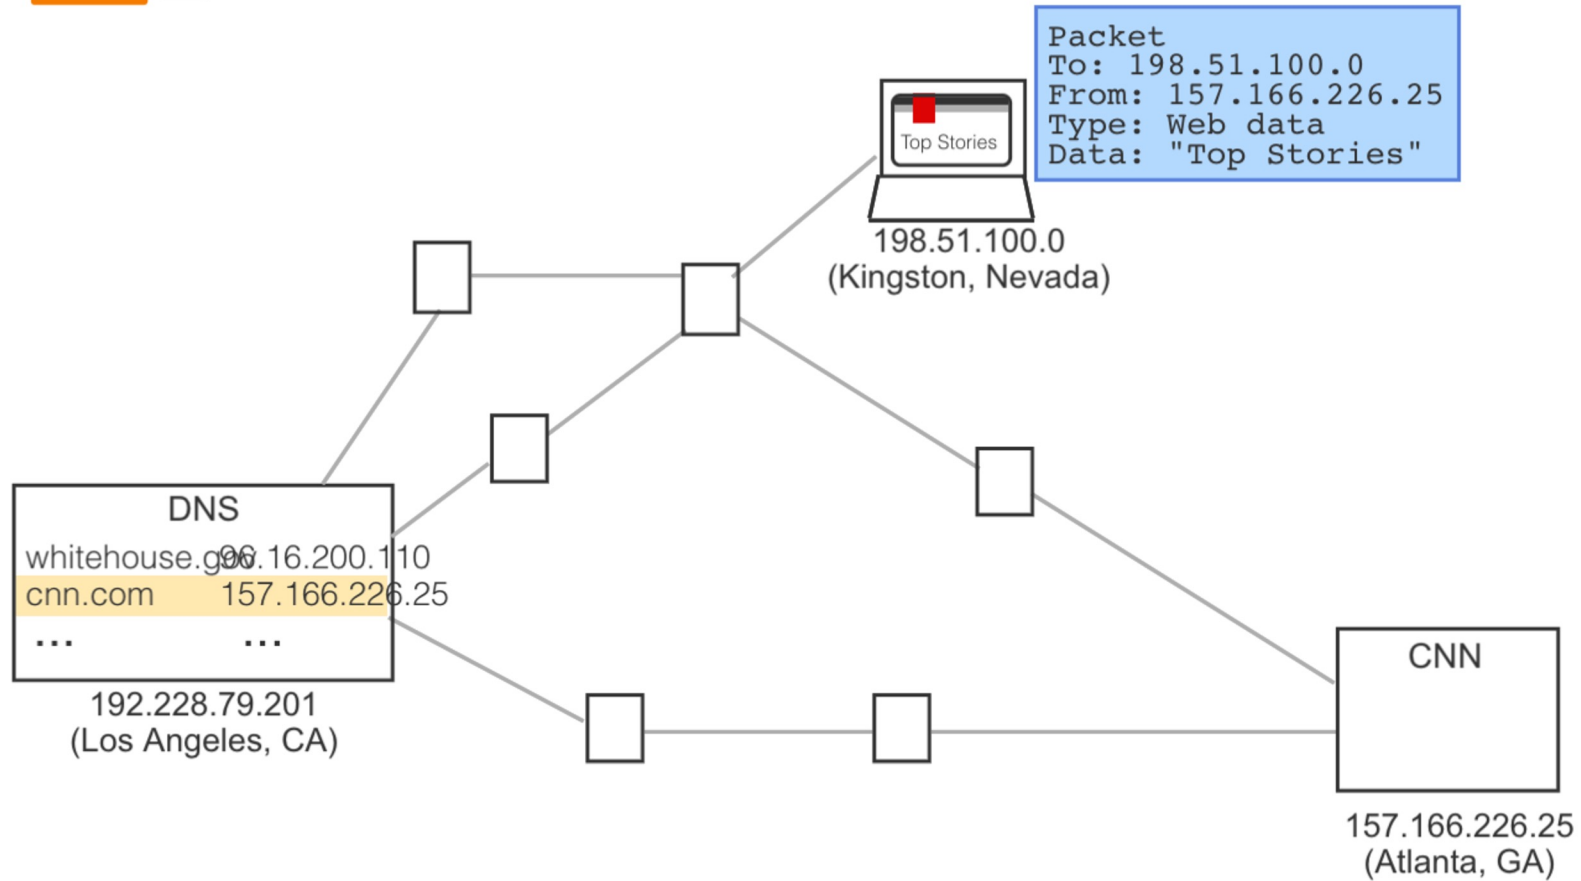 Packet
To: 198.51.100.0
From: 157.166.226.25
Type: Web data
Data: "Top Stories"
Top Stories
198.51.100.0
(Kingston, Nevada)
DNS
whitehouse.gov 96.16.200.110
cnn.com 157.166.226.25
... ...
192.228.79.201
(Los Angeles, CA)
CNN
157.166.226.25
(Atlanta, GA)